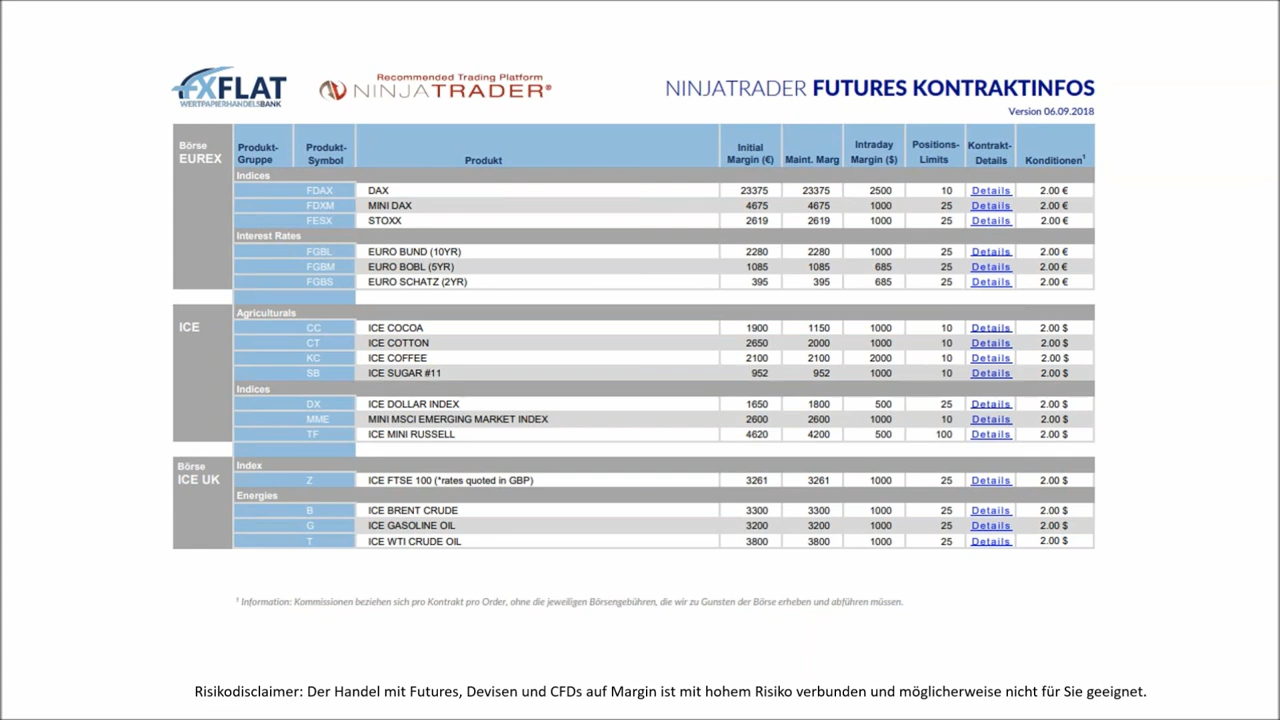 FXFLAT
WERTPAPIERHANDELSBANK
Recommended Trading Platform
NINJATRADER®
NINJATRADER FUTURES KONTRAKTINFOS
Version 06.09.2018
Börse EUREX Produkt-Gruppe Produkt-Symbol Produkt Initial Margin (€) Maint. Marg Intraday Margin ($) Positions-Limits Kontrakt-Details Konditionen¹
Indices
FDAX DAX 23375 23375 2500 10 Details 2.00 €
FDXM MINI DAX 4675 4675 1000 25 Details 2.00 €
FESX STOXX 2619 2619 1000 25 Details 2.00 €
Interest Rates
FGBL EURO BUND (10YR) 2280 2280 1000 25 Details 2.00 €
FGBM EURO BOBL (5YR) 1085 1085 685 25 Details 2.00 €
FGBS EURO SCHATZ (2YR) 395 395 685 25 Details 2.00 €
Agriculturals
ICE CC ICE COCOA 1900 1150 1000 10 Details 2.00 $
CT ICE COTTON 2650 2000 1000 10 Details 2.00 $
KC ICE COFFEE 2100 2100 2000 10 Details 2.00 $
SB ICE SUGAR #11 952 952 1000 10 Details 2.00 $
Indices
DX ICE DOLLAR INDEX 1650 1800 500 25 Details 2.00 $
MME MINI MSCI EMERGING MARKET INDEX 2600 2600 1000 10 Details 2.00 $
TF ICE MINI RUSSELL 4620 4200 500 100 Details 2.00 $
Börse ICE UK Index
Z ICE FTSE 100 (*rates quoted in GBP) 3261 3261 1000 25 Details 2.00 $
Energies
B ICE BRENT CRUDE 3300 3300 1000 25 Details 2.00 $
G ICE GASOLINE OIL 3200 3200 1000 25 Details 2.00 $
T ICE WTI CRUDE OIL 3800 3800 1000 25 Details 2.00 $
¹ Information: Kommissionen beziehen sich pro Kontrakt pro Order, ohne die jeweiligen Börsengebühren, die wir zu Gunsten der Börse erheben und abführen müssen.
Risikodisclaimer: Der Handel mit Futures, Devisen und CFDs auf Margin ist mit hohem Risiko verbunden und möglicherweise nicht für Sie geeignet.